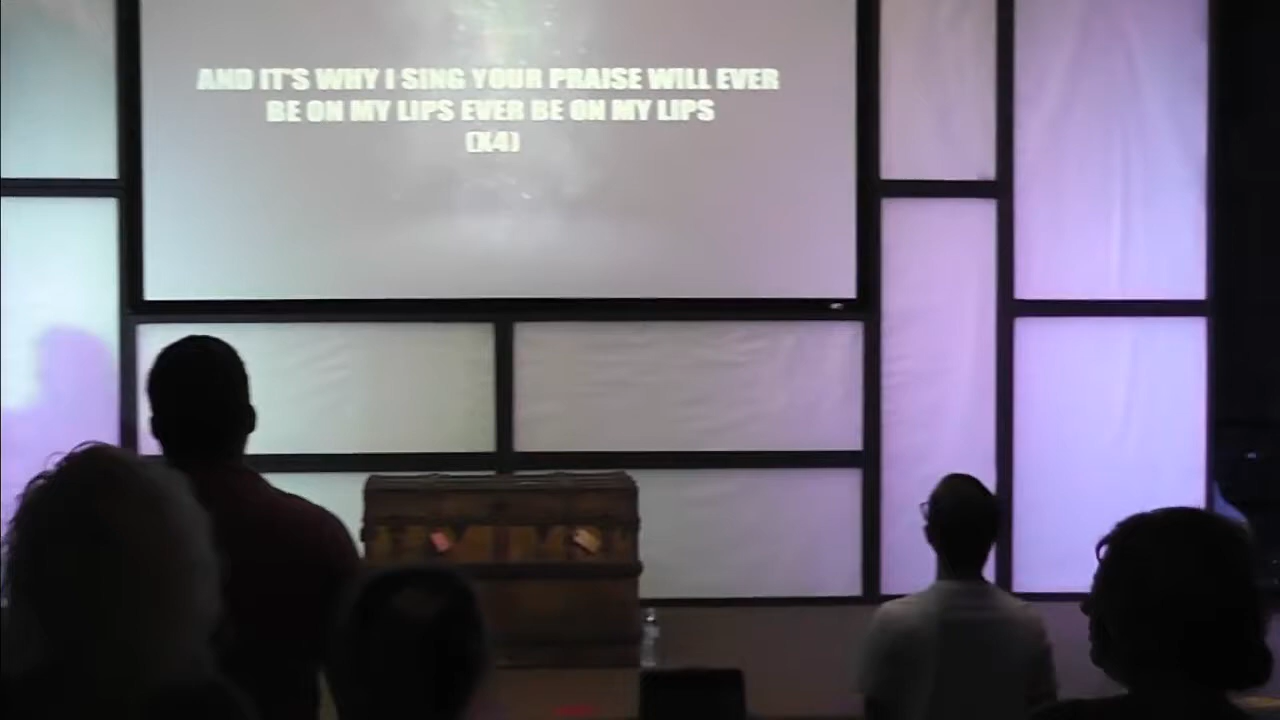 AND IT'S WHY I SING YOUR PRAISE WILL EVER
BE ON MY LIPS EVER BE ON MY LIPS
(X4)